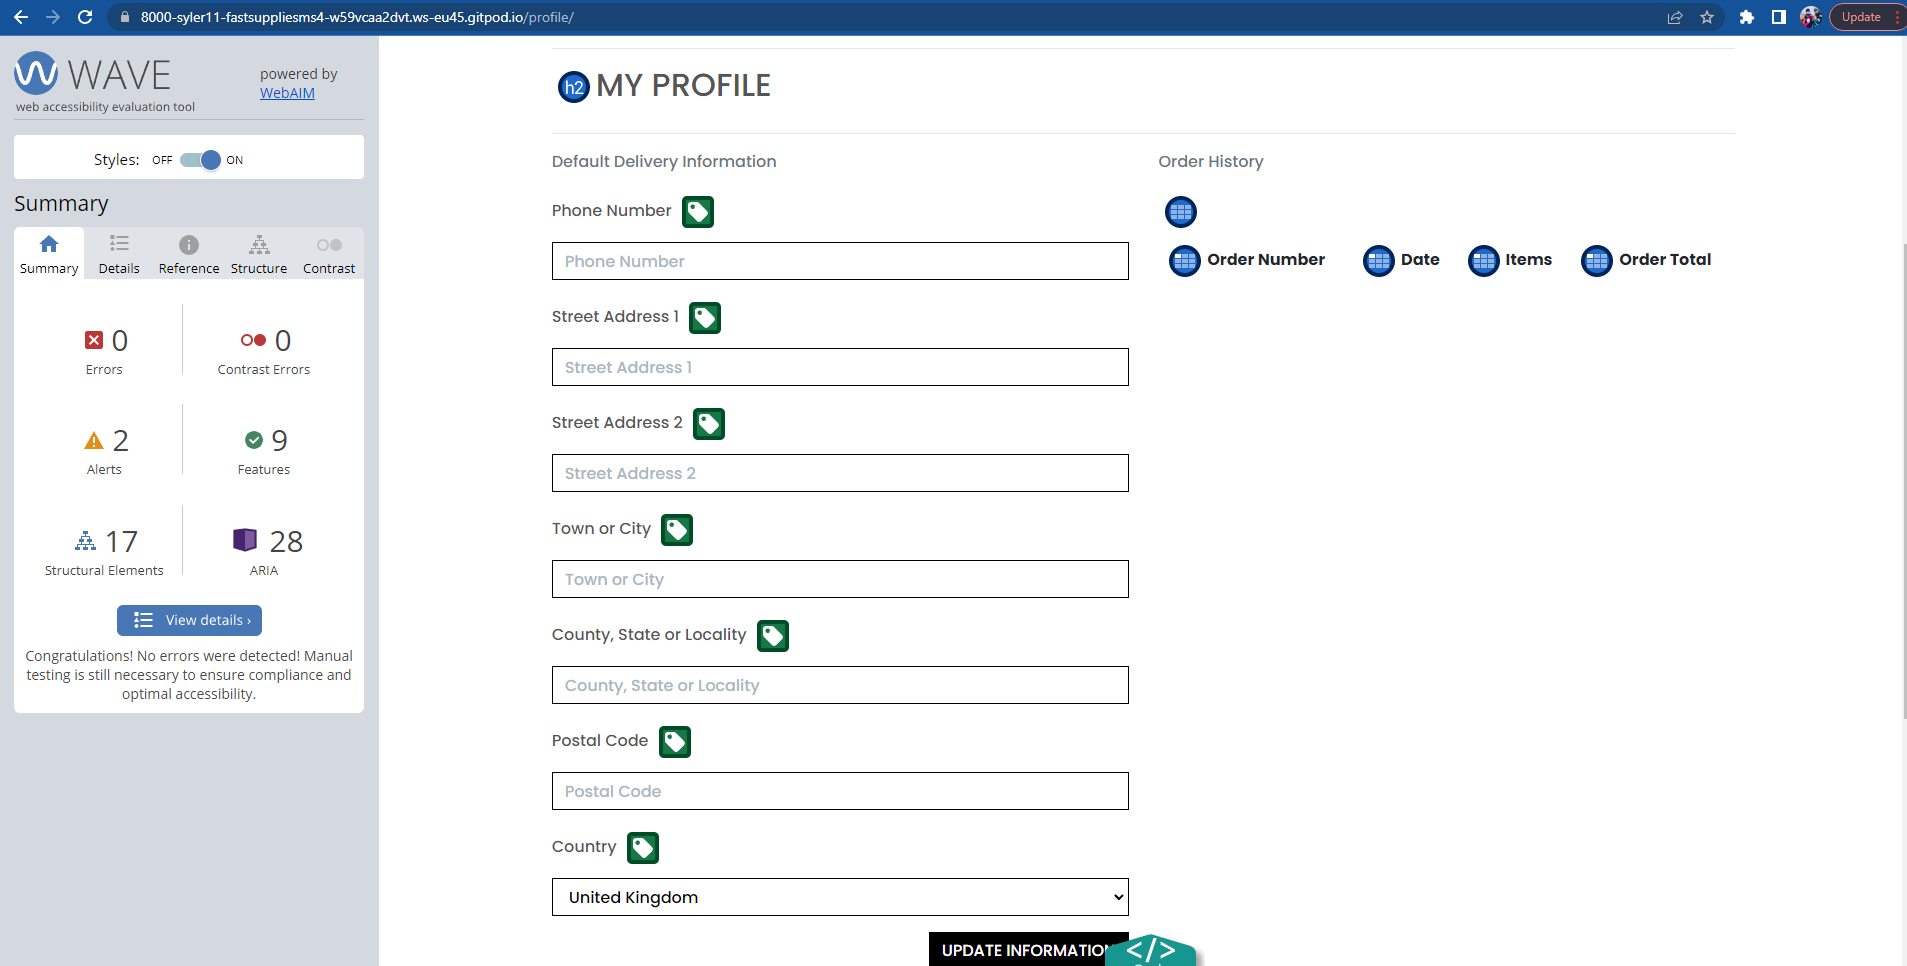 8000-syler11-fastsuppliesms4-w59vcaa2dvt.ws-eu45.gitpod.io/profile/
Update
WAVE
web accessibility evaluation tool
powered by
WebAIM
Styles: OFF ON
Summary
Summary Details Reference Structure Contrast
0
Errors
0
Contrast Errors
2
Alerts
9
Features
17
Structural Elements
28
ARIA
View details ›
Congratulations! No errors were detected! Manual
testing is still necessary to ensure compliance and
optimal accessibility.
h2 MY PROFILE
Default Delivery Information
Phone Number
Phone Number
Street Address 1
Street Address 1
Street Address 2
Street Address 2
Town or City
Town or City
County, State or Locality
County, State or Locality
Postal Code
Postal Code
Country
United Kingdom
UPDATE INFORMATION
</>
Order History
Order Number Date Items Order Total